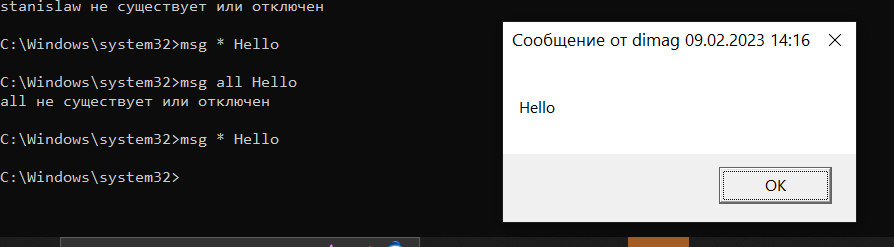 stanislaw не существует или отключен
C:\Windows\system32>msg * Hello
C:\Windows\system32>msg all Hello
all не существует или отключен
C:\Windows\system32>msg * Hello
C:\Windows\system32>
Сообщение от dimag 09.02.2023 14:16
Hello
OK